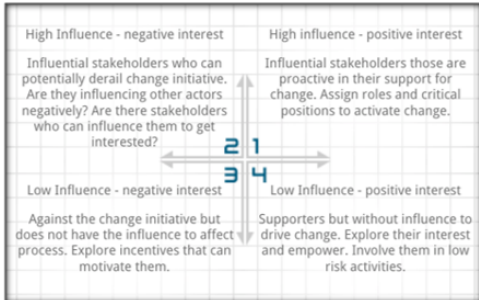 High Influence - negative interest
Influential stakeholders who can
potentially derail change initiative.
Are they influencing other actors
negatively? Are there stakeholders
who can influence them to get
interested?
High influence - positive interest
Influential stakeholders those are
proactive in their support for
change. Assign roles and critical
positions to activate change.
2 1
3 4
Low Influence - negative interest
Against the change initiative but
does not have the influence to affect
process. Explore incentives that can
motivate them.
Low Influence - positive interest
Supporters but without influence to
drive change. Explore their interest
and empower. Involve them in low
risk activities.